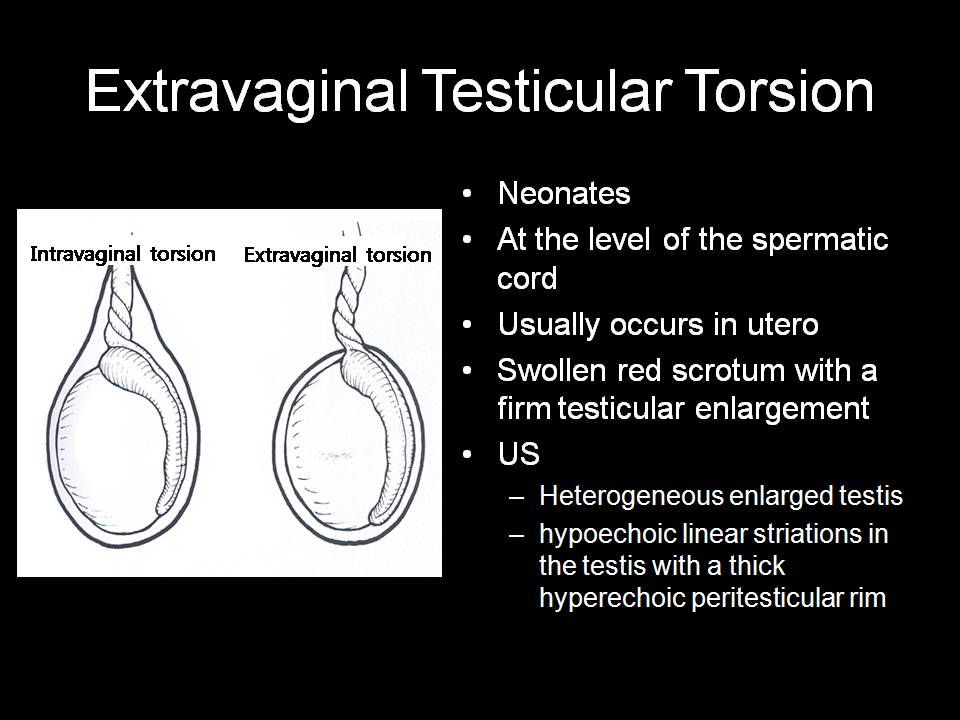 Extravaginal Testicular Torsion
Intravaginal torsion
Extravaginal torsion
• Neonates
• At the level of the spermatic
cord
• Usually occurs in utero
• Swollen red scrotum with a
firm testicular enlargement
• US
– Heterogeneous enlarged testis
– hypoechoic linear striations in
the testis with a thick
hyperechoic peritesticular rim